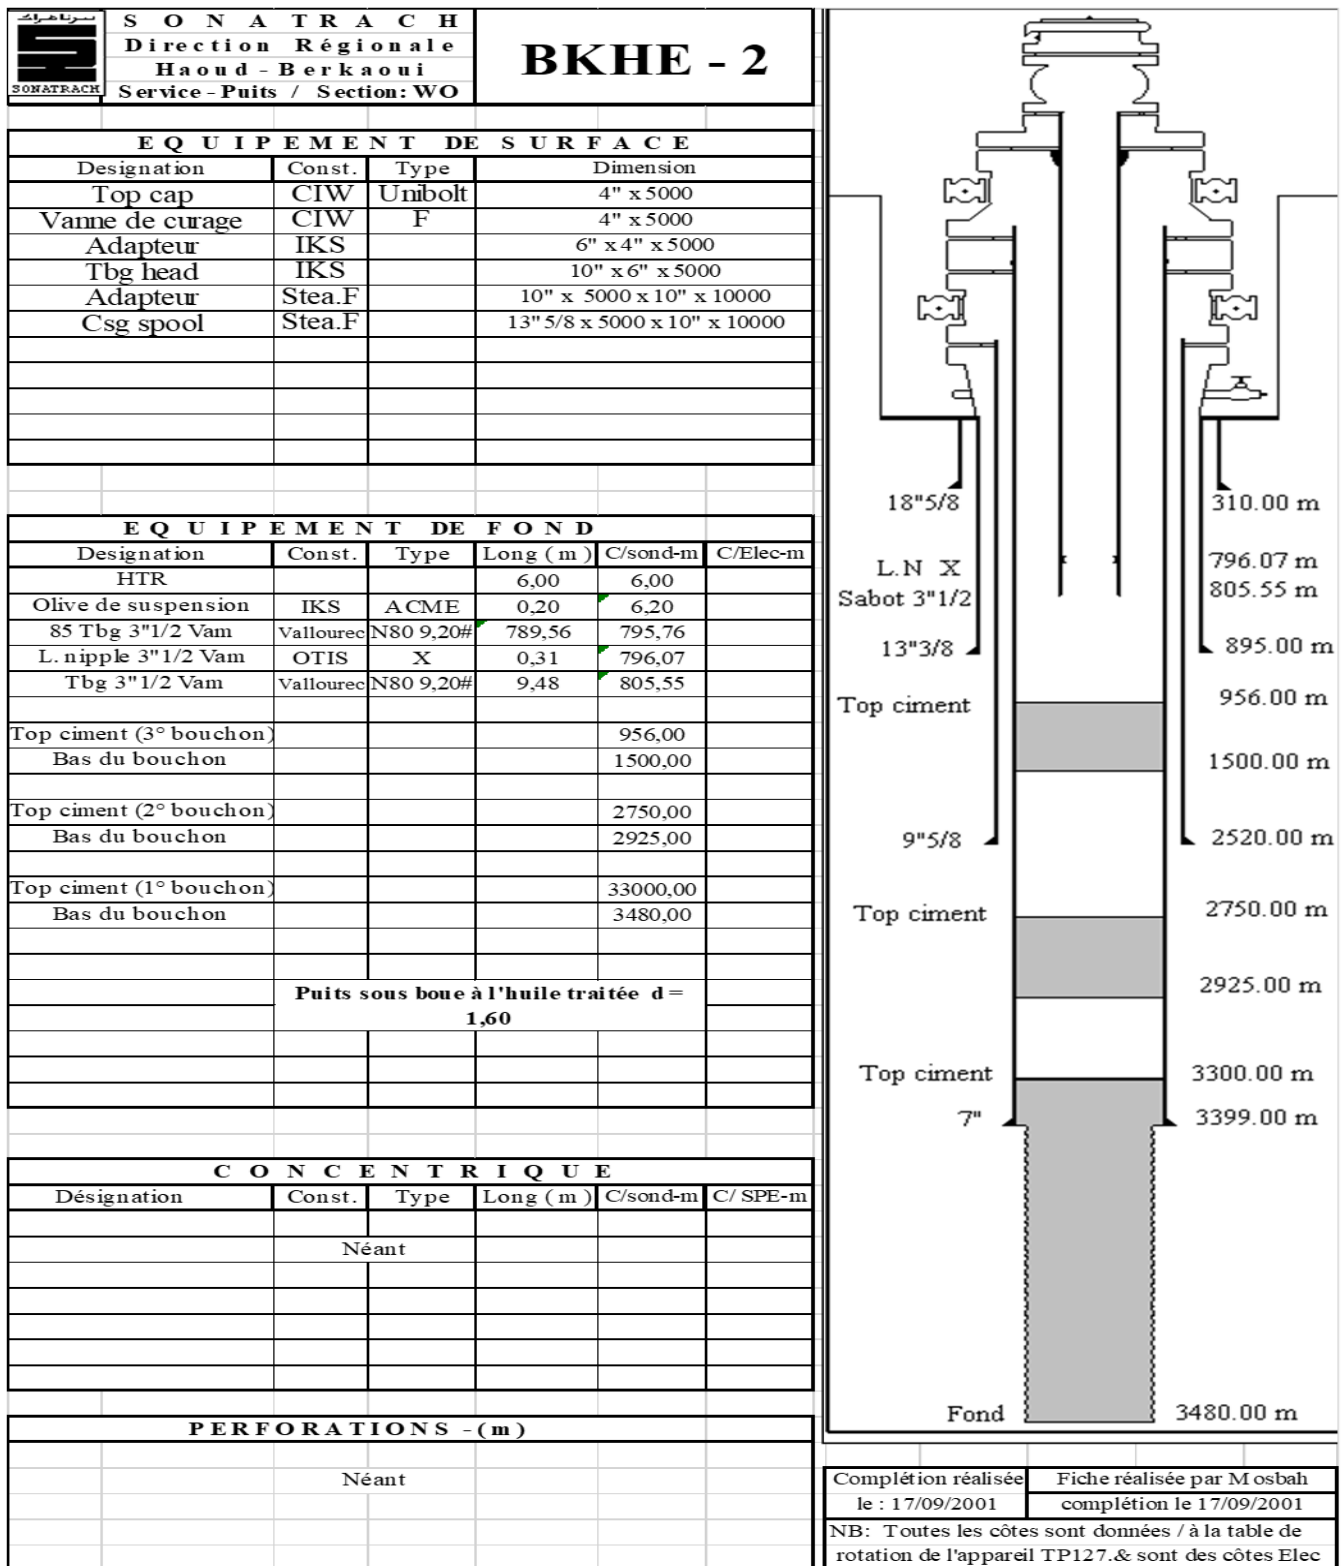 سوناطراك
SONATRACH
S O N A T R A C H
Direction Régionale
Haoud - Berkaoui
Service - Puits / Section: WO
BKHE - 2
EQUIPEMENT DE SURFACE
Designation Const. Type Dimension
Top cap CIW Unibolt 4" x 5000
Vanne de curage CIW F 4" x 5000
Adapteur IKS 6" x 4" x 5000
Tbg head IKS 10" x 6" x 5000
Adapteur Stea.F 10" x 5000 x 10" x 10000
Csg spool Stea.F 13"5/8 x 5000 x 10" x 10000
EQUIPEMENT DE FOND
Designation Const. Type Long ( m ) C/sond-m C/Elec-m
HTR 6,00 6,00
Olive de suspension IKS ACME 0,20 6,20
85 Tbg 3"1/2 Vam Vallourec N80 9,20# 789,56 795,76
L. nipple 3"1/2 Vam OTIS X 0,31 796,07
Tbg 3"1/2 Vam Vallourec N80 9,20# 9,48 805,55
Top ciment (3° bouchon) 956,00
Bas du bouchon 1500,00
Top ciment (2° bouchon) 2750,00
Bas du bouchon 2925,00
Top ciment (1° bouchon) 33000,00
Bas du bouchon 3480,00
Puits sous boue à l'huile traitée d =
1,60
CONCENTRIQUE
Désignation Const. Type Long ( m ) C/sond-m C/ SPE-m
Néant
PERFORATIONS - (m)
Néant
18"5/8 310.00 m
L.N X 796.07 m
Sabot 3"1/2 805.55 m
13"3/8 895.00 m
Top ciment 956.00 m
1500.00 m
9"5/8 2520.00 m
Top ciment 2750.00 m
2925.00 m
Top ciment 3300.00 m
7" 3399.00 m
Fond 3480.00 m
Complétion réalisée Fiche réalisée par Mosbah
le : 17/09/2001 complétion le 17/09/2001
NB: Toutes les côtes sont données / à la table de
rotation de l'appareil TP127.& sont des côtes Elec